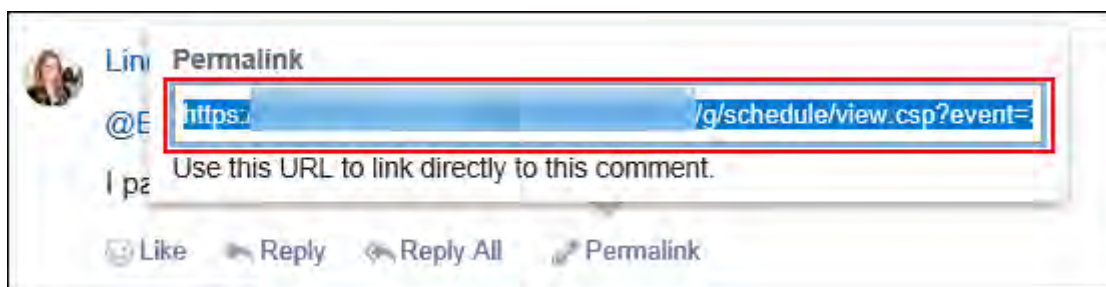 Lin
Permalink
@E
https:/ /g/schedule/view.csp?event=
Use this URL to link directly to this comment.
I pa
Like Reply Reply All Permalink